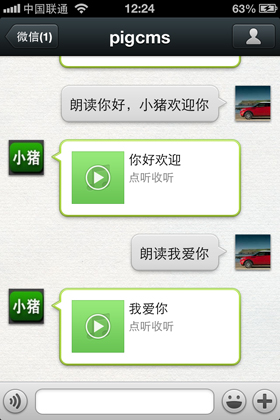 中国联通 12:24 63%
微信(1) pigcms
朗读你好，小猪欢迎你
小猪
你好欢迎
点听收听
朗读我爱你
小猪
我爱你
点听收听